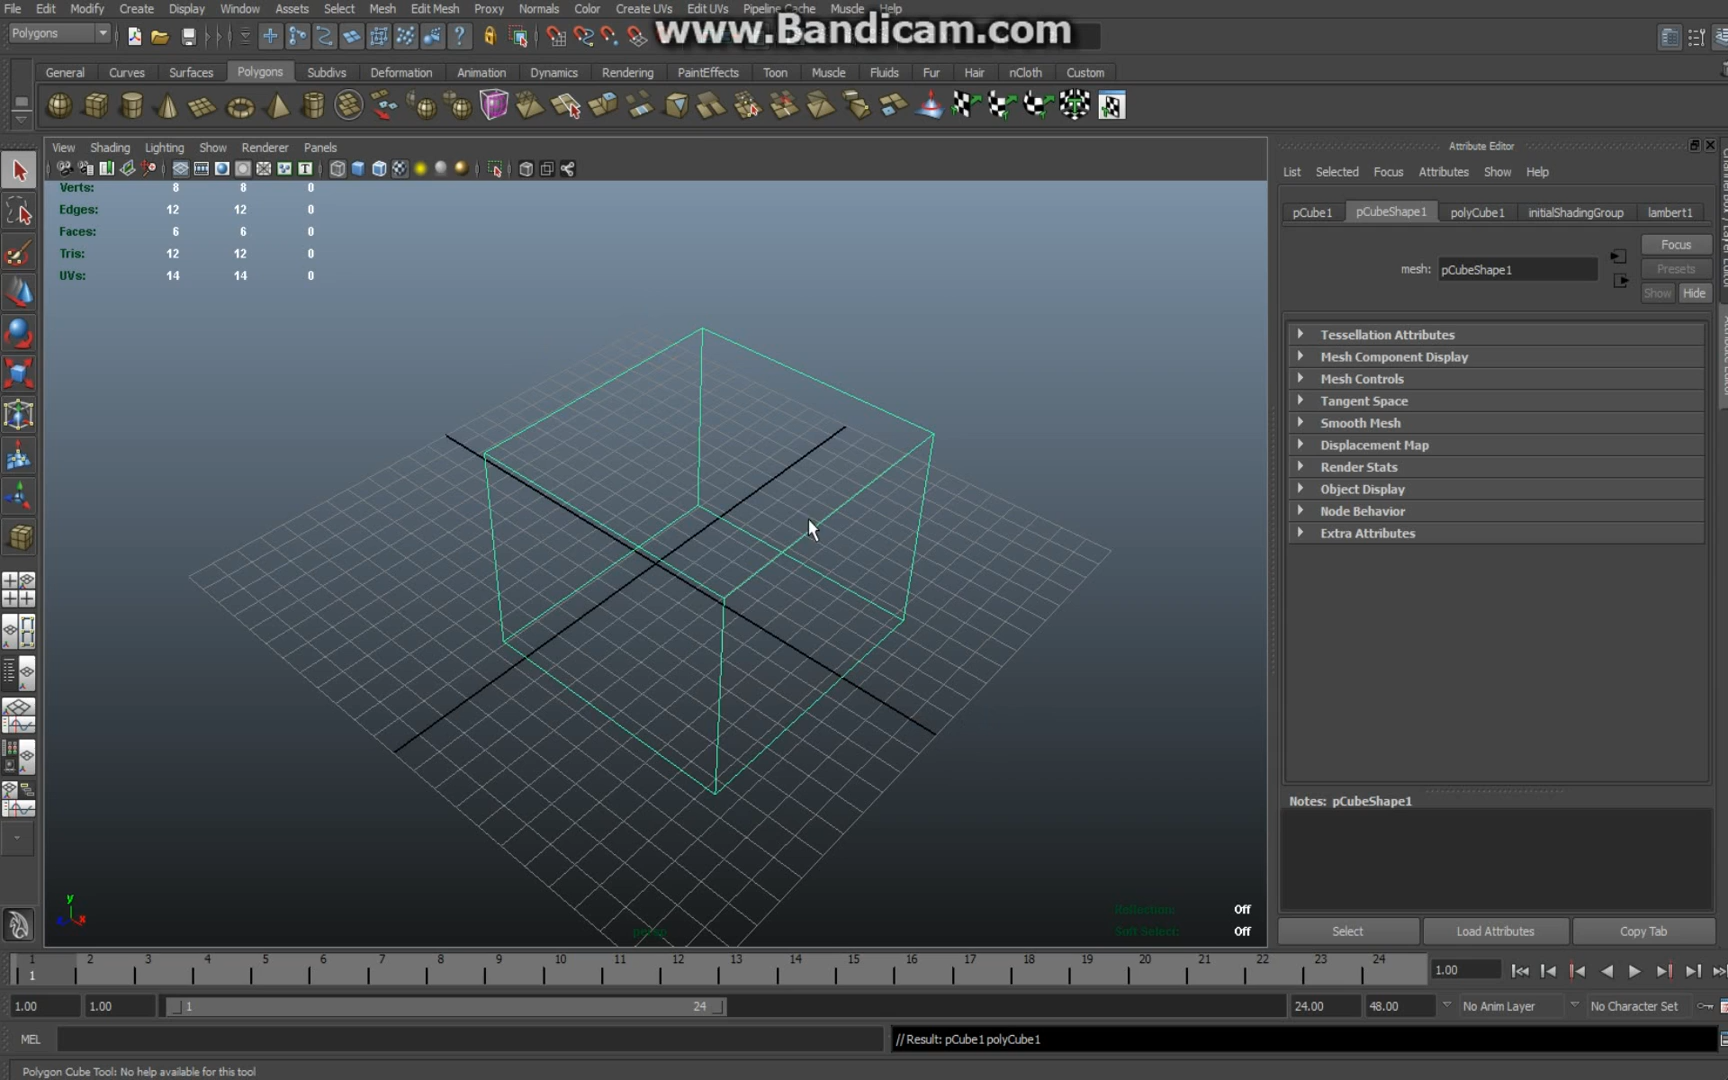 File Edit Modify Create Display Window Assets Select Mesh Edit Mesh Proxy Normals Color Create UVs Edit UVs Pipeline Cache Muscle Help
www.Bandicam.com
Polygons
General Curves Surfaces Polygons Subdivs Deformation Animation Dynamics Rendering PaintEffects Toon Muscle Fluids Fur Hair nCloth Custom
View Shading Lighting Show Renderer Panels
Verts: 8 8 0
Edges: 12 12 0
Faces: 6 6 0
Tris: 12 12 0
UVs: 14 14 0
Attribute Editor
List Selected Focus Attributes Show Help
pCube1 pCubeShape1 polyCube1 initialShadingGroup lambert1
Focus
mesh: pCubeShape1
Presets
Show Hide
Tessellation Attributes
Mesh Component Display
Mesh Controls
Tangent Space
Smooth Mesh
Displacement Map
Render Stats
Object Display
Node Behavior
Extra Attributes
Notes: pCubeShape1
y
x
persp
Reflection: Off
Soft Select: Off
Select Load Attributes Copy Tab
1 2 3 4 5 6 7 8 9 10 11 12 13 14 15 16 17 18 19 20 21 22 23 24
1
1.00
1.00 1.00 1 24 24.00 48.00 No Anim Layer No Character Set
MEL // Result: pCube1 polyCube1
Polygon Cube Tool: No help available for this tool